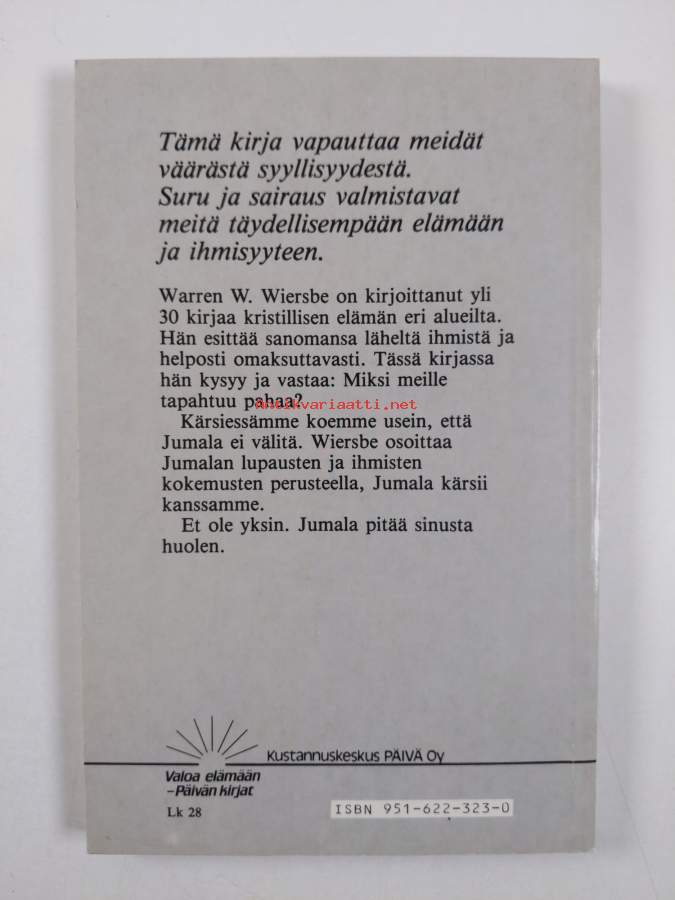 Tämä kirja vapauttaa meidät
väärästä syyllisyydestä.
Suru ja sairaus valmistavat
meitä täydellisempään elämään
ja ihmisyyteen.
Warren W. Wiersbe on kirjoittanut yli
30 kirjaa kristillisen elämän eri alueilta.
Hän esittää sanomansa läheltä ihmistä ja
helposti omaksuttavasti. Tässä kirjassa
hän kysyy ja vastaa: Miksi meille
tapahtuu pahaa?
antikvariaatti.net
Kärsiessämme koemme usein, että
Jumala ei välitä. Wiersbe osoittaa
Jumalan lupausten ja ihmisten
kokemusten perusteella, Jumala kärsii
kanssamme.
Et ole yksin. Jumala pitää sinusta
huolen.
Kustannuskeskus PÄIVÄ Oy
Valoa elämään
–Päivän kirjat
Lk 28
ISBN 951-622-323-0